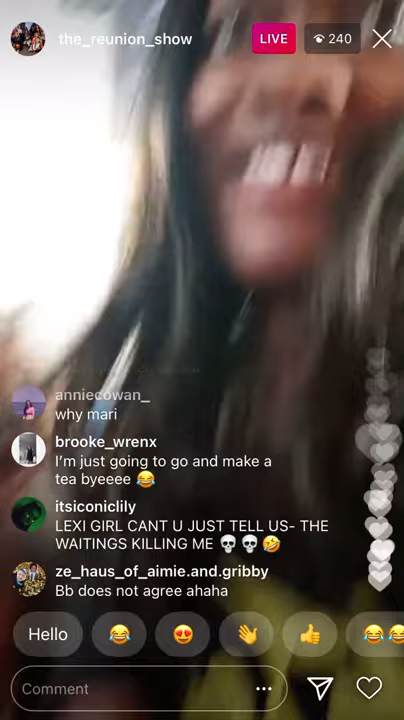 the_reunion_show
LIVE
240
anniecowan_
why mari
brooke_wrenx
I'm just going to go and make a
tea byeeee 😂
itsiconiclily
LEXI GIRL CANT U JUST TELL US- THE
WAITINGS KILLING ME 💀💀🤣
ze_haus_of_aimie.and.gribby
Bb does not agree ahaha
Hello 😂 😍 👋 👍 😂😂
Comment